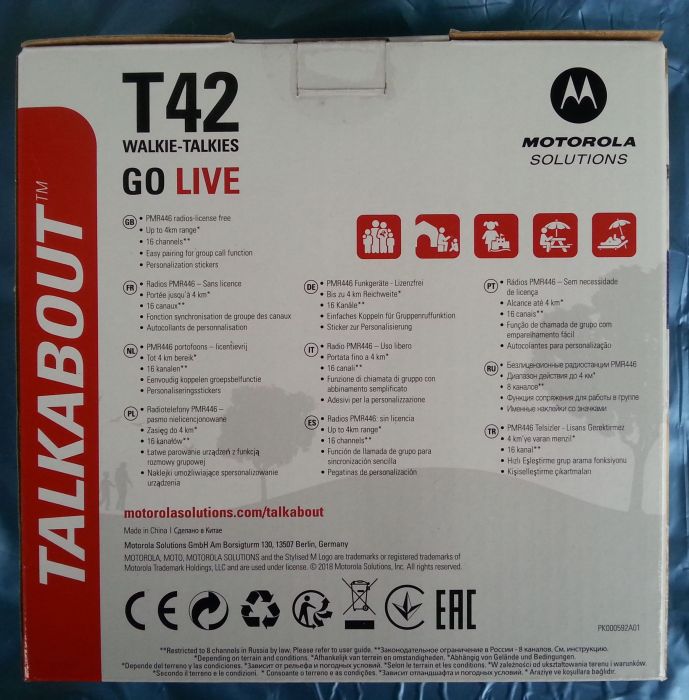 TALKABOUT™
T42
WALKIE-TALKIES
GO LIVE
MOTOROLA
SOLUTIONS
GB
• PMR446 radios-license free
• Up to 4km range*
• 16 channels**
• Easy pairing for group call function
• Personalization stickers
FR
• Radios PMR446 – Sans licence
• Portée jusqu'à 4 km*
• 16 canaux**
• Fonction synchronisation de groupe des canaux
• Autocollants de personnalisation
NL
• PMR446 portofoons – licentievrij
• Tot 4 km bereik*
• 16 kanalen**
• Eenvoudig koppelen groepsbelfunctie
• Personaliseringsstickers
PL
• Radiotelefony PMR446 –
pasmo nielicencjonowane
• Zasięg do 4 km*
• 16 kanałów**
• Łatwe parowanie urządzeń z funkcją
rozmowy grupowej
• Naklejki umożliwiające spersonalizowanie
urządzenia
DE
• PMR446 Funkgeräte - Lizenzfrei
• Bis zu 4 km Reichweite*
• 16 Kanäle**
• Einfaches Koppeln für Gruppenruffunktion
• Sticker zur Personalisierung
IT
• Radio PMR446 – Uso libero
• Portata fino a 4 km*
• 16 canali**
• Funzione di chiamata di gruppo con
abbinamento semplificato
• Adesivi per la personalizzazione
ES
• Radios PMR446: sin licencia
• Up to 4km range*
• 16 channels**
• Función de llamada de grupo para
sincronización sencilla
• Pegatinas de personalización
PT
• Rádios PMR446 – Sem necessidade
de licença
• Alcance até 4 km*
• 16 canais**
• Função de chamada de grupo com
emparelhamento fácil
• Autocolantes para personalização
RU
• Безлицензионные радиостанции PMR446
• Диапазон действия до 4 км*
• 8 каналов**
• Функция сопряжения для работы в группе
• Именные наклейки со значками
TR
• PMR446 Telsizler - Lisans Gerektirmez
• 4 km'ye varan menzil*
• 16 kanal**
• Hızlı Eşleştirme grup arama fonksiyonu
• Kişiselleştirme çıkartmaları
motorolasolutions.com/talkabout
Made in China | Сделано в Китае
Motorola Solutions GmbH Am Borsigturm 130, 13507 Berlin, Germany
MOTOROLA, MOTO, MOTOROLA SOLUTIONS and the Stylised M Logo are trademarks or registered trademarks of
Motorola Trademark Holdings, LLC and are used under license. © 2018 Motorola Solutions, Inc. All rights reserved.
CE EAC
PK000592A01
**Restricted to 8 channels in Russia by law. Please refer to user guide. **Законодательное ограничение в России - 8 каналов. См. инструкцию.
*Depending on terrain and conditions. *Afhankelijk van terrein en omstandigheden. *Abhängig von Gelände und Bedingungen.
*Depende del terreno y las condiciones. *Зависит от рельефа и погодных условий. *Selon le terrain et les conditions. *W zależności od ukształtowania terenu i warunków.
*Secondo il terreno e le condizioni. * Consoante o terreno e as condições. * Зависит от ландшафта и погодных условий. * Araziye ve koşullara bağlıdır.